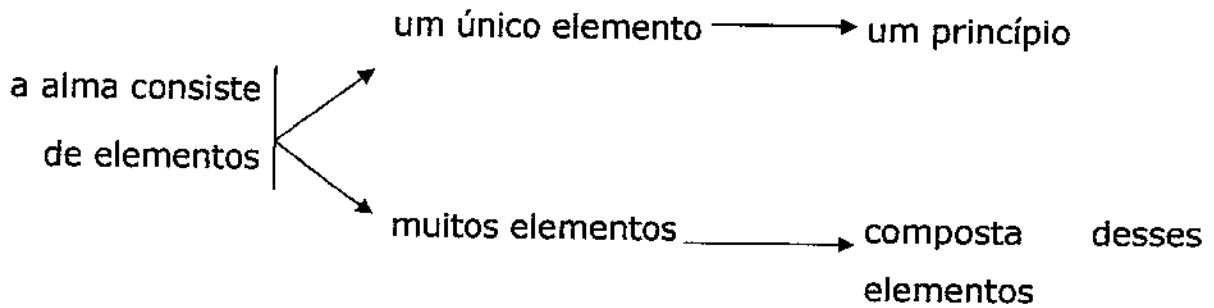 um único elemento
um princípio
a alma consiste
de elementos
muitos elementos
composta desses
elementos